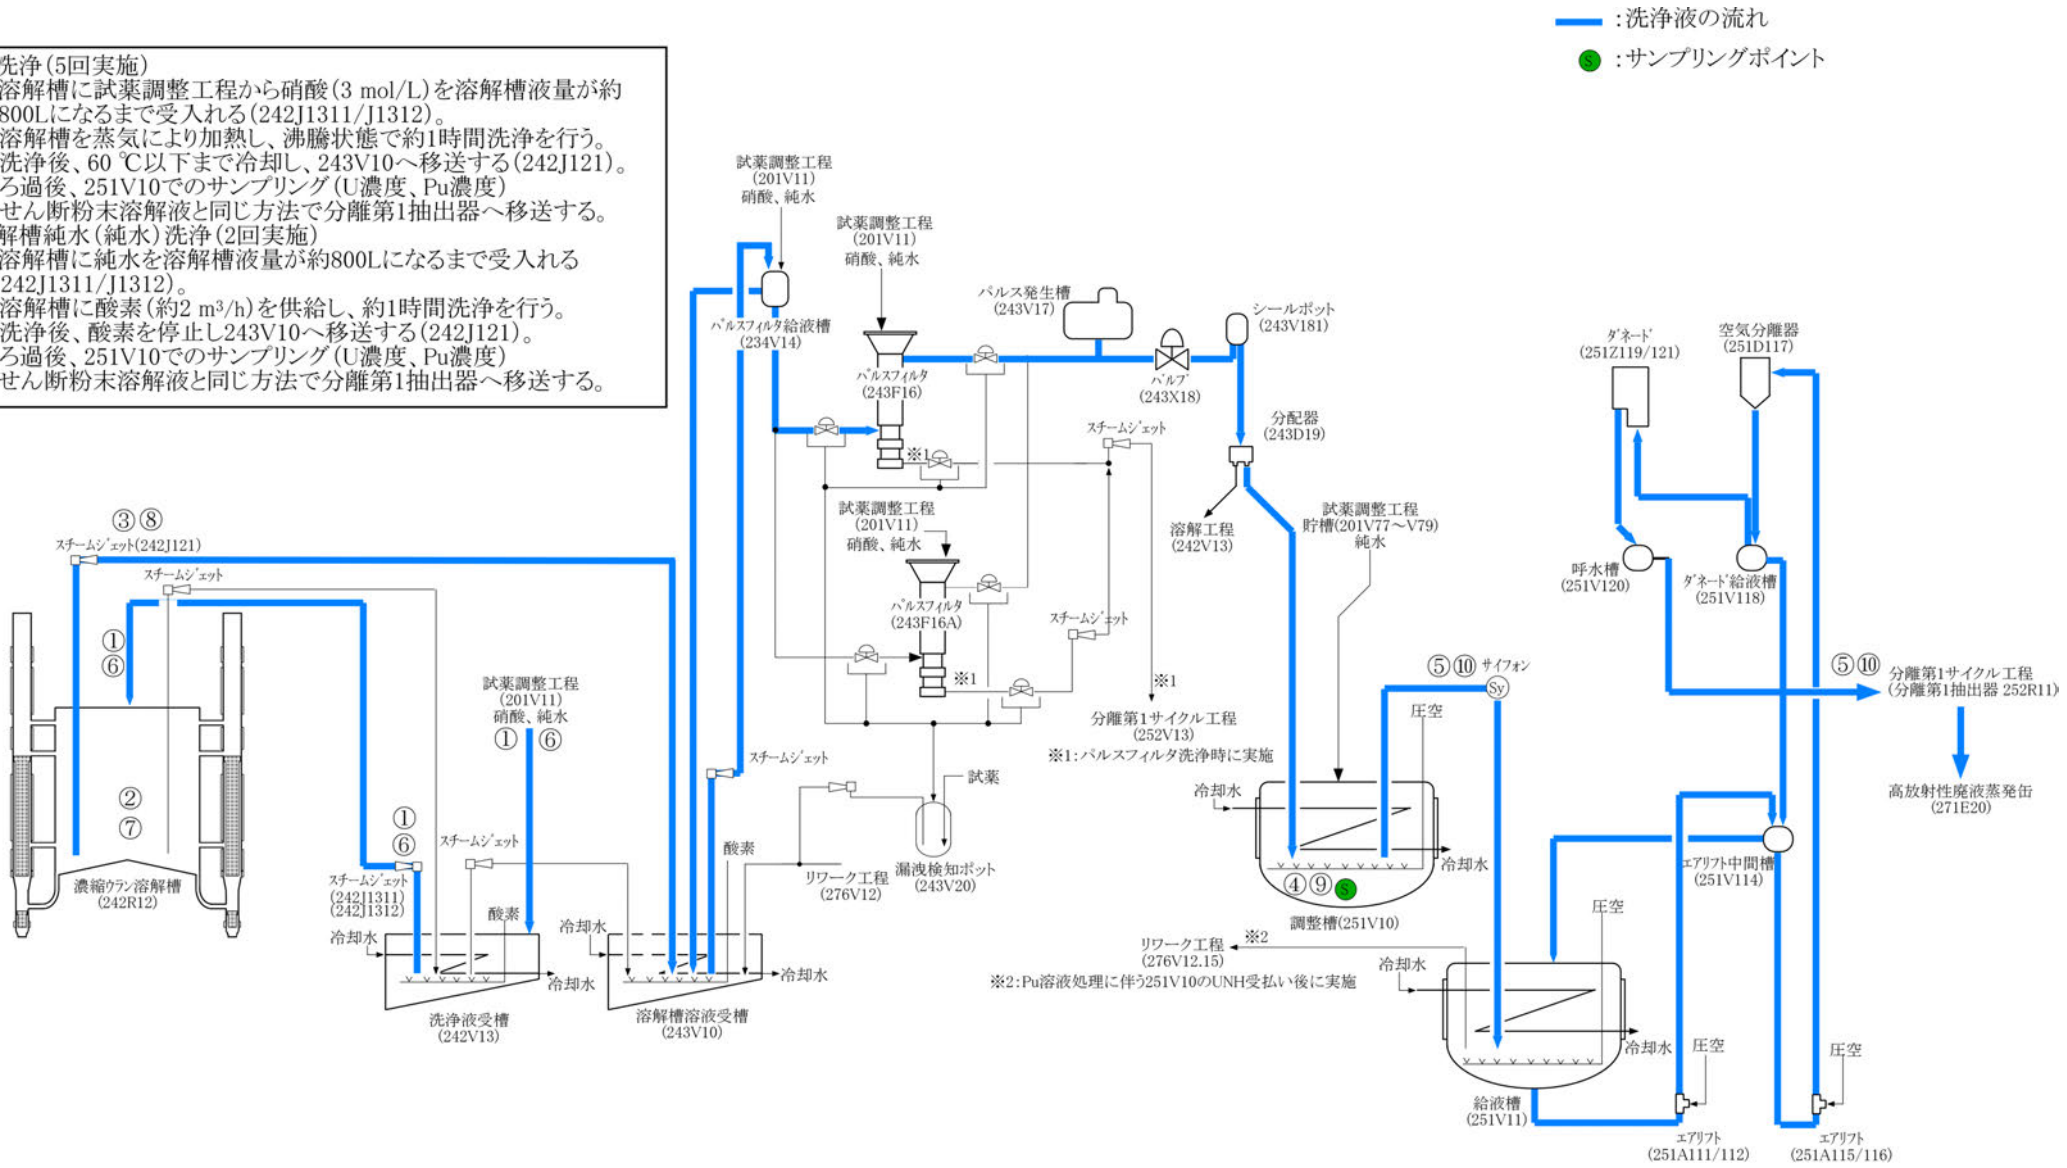 :洗浄液の流れ
S :サンプリングポイント
洗浄(5回実施)
溶解槽に試薬調整工程から硝酸(3 mol/L)を溶解槽液量が約
800Lになるまで受入れる(242J1311/J1312)。
溶解槽を蒸気により加熱し、沸騰状態で約1時間洗浄を行う。
洗浄後、60 ℃以下まで冷却し、243V10へ移送する(242J121)。
ろ過後、251V10でのサンプリング(U濃度、Pu濃度)
せん断粉末溶解液と同じ方法で分離第1抽出器へ移送する。
解槽純水(純水)洗浄(2回実施)
溶解槽に純水を溶解槽液量が約800Lになるまで受入れる
242J1311/J1312)。
溶解槽に酸素(約2 m³/h)を供給し、約1時間洗浄を行う。
洗浄後、酸素を停止し243V10へ移送する(242J121)。
ろ過後、251V10でのサンプリング(U濃度、Pu濃度)
せん断粉末溶解液と同じ方法で分離第1抽出器へ移送する。
試薬調整工程
(201V11)
硝酸、純水
パルスフィルタ給液槽
(234V14)
試薬調整工程
(201V11)
硝酸、純水
パルスフィルタ
(243F16)
※1
パルス発生槽
(243V17)
バルブ
(243X18)
シールポット
(243V181)
分配器
(243D19)
溶解工程
(242V13)
スチームジェット
試薬調整工程
(201V11)
硝酸、純水
パルスフィルタ
(243F16A)
※1
スチームジェット
※1
分離第1サイクル工程
(252V13)
※1:パルスフィルタ洗浄時に実施
試薬
漏洩検知ポット
(243V20)
リワーク工程
(276V12)
③⑧
スチームジェット(242J121)
スチームジェット
①
⑥
②
⑦
濃縮ウラン溶解槽
(242R12)
①
⑥
スチームジェット
(242J1311)
(242J1312)
試薬調整工程
(201V11)
硝酸、純水
① ⑥
スチームジェット
酸素
冷却水
冷却水
洗浄液受槽
(242V13)
スチームジェット
酸素
冷却水
冷却水
溶解槽溶液受槽
(243V10)
試薬調整工程
貯槽(201V77～V79)
純水
⑤⑩ サイフォン
Sy
圧空
冷却水
冷却水
④⑨ S
調整槽(251V10)
リワーク工程
(276V12.15)
※2
※2:Pu溶液処理に伴う251V10のUNH受払い後に実施
圧空
冷却水
冷却水
給液槽
(251V11)
ダネード
(251Z119/121)
空気分離器
(251D117)
呼水槽
(251V120)
ダネード給液槽
(251V118)
⑤⑩ 分離第1サイクル工程
(分離第1抽出器 252R11)
高放射性廃液蒸発缶
(271E20)
エアリフト中間槽
(251V114)
圧空
エアリフト
(251A111/112)
圧空
エアリフト
(251A115/116)